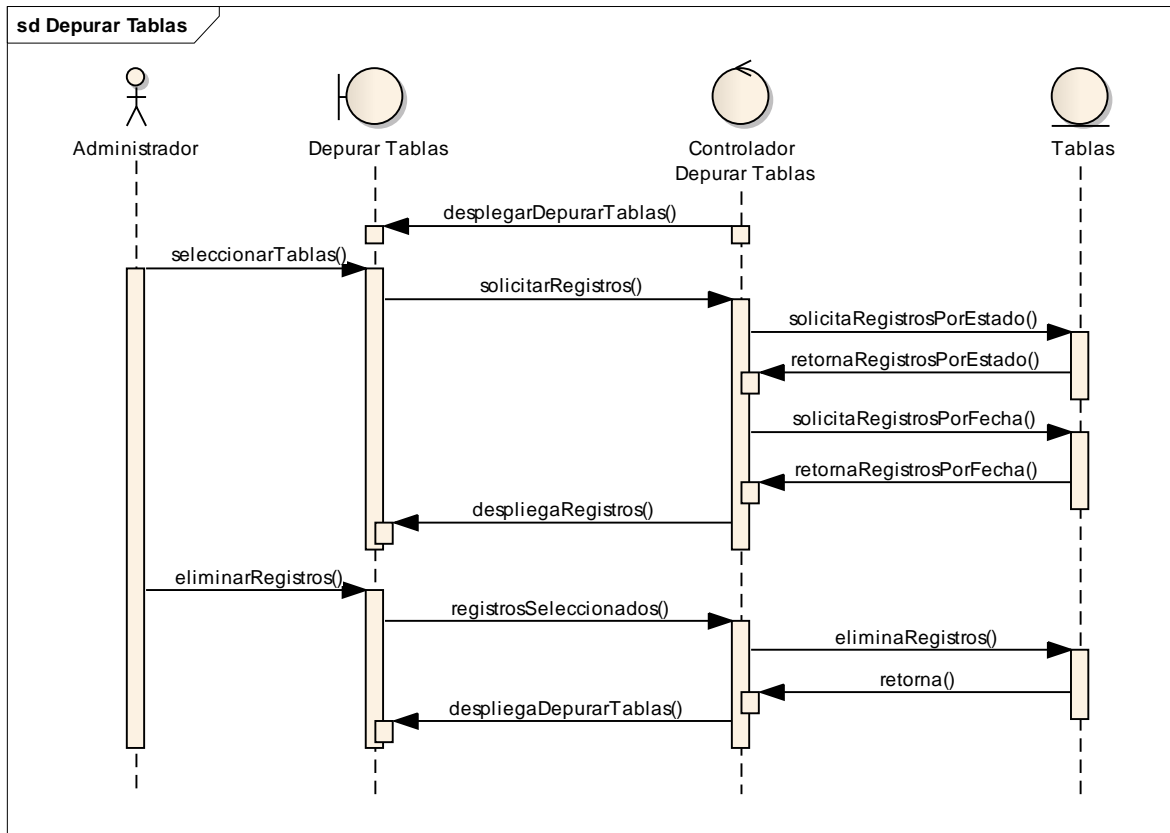 sd Depurar Tablas
Administrador
Depurar Tablas
Controlador
Depurar Tablas
Tablas
desplegarDepurarTablas()
seleccionarTablas()
solicitarRegistros()
solicitaRegistrosPorEstado()
retornaRegistrosPorEstado()
solicitaRegistrosPorFecha()
retornaRegistrosPorFecha()
despliegaRegistros()
eliminarRegistros()
registrosSeleccionados()
eliminaRegistros()
retorna()
despliegaDepurarTablas()